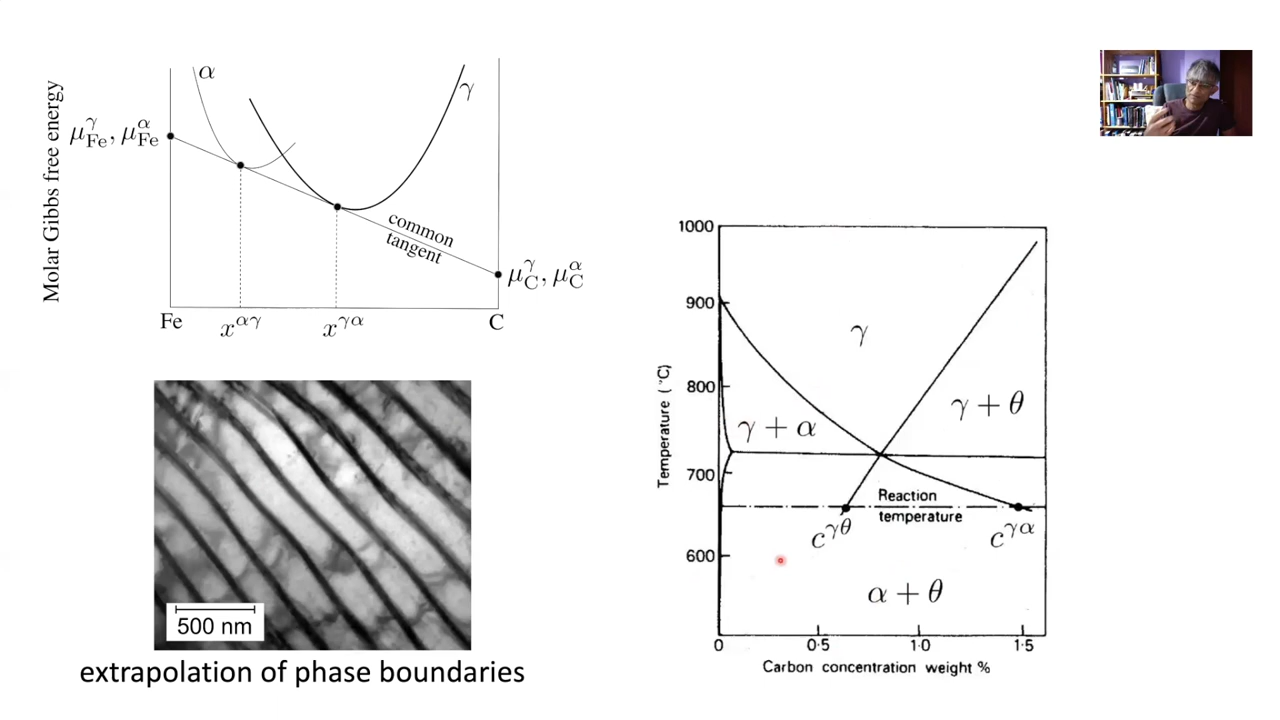 Molar Gibbs free energy
α
γ
μ^γ_Fe, μ^α_Fe
common
tangent
μ^γ_C, μ^α_C
Fe
x^αγ
x^γα
C
500 nm
extrapolation of phase boundaries
Temperature (°C)
1000
900
800
700
600
γ
γ + α
γ + θ
Reaction
temperature
c^γθ
c^γα
α + θ
0
0·5
1·0
1·5
Carbon concentration weight %